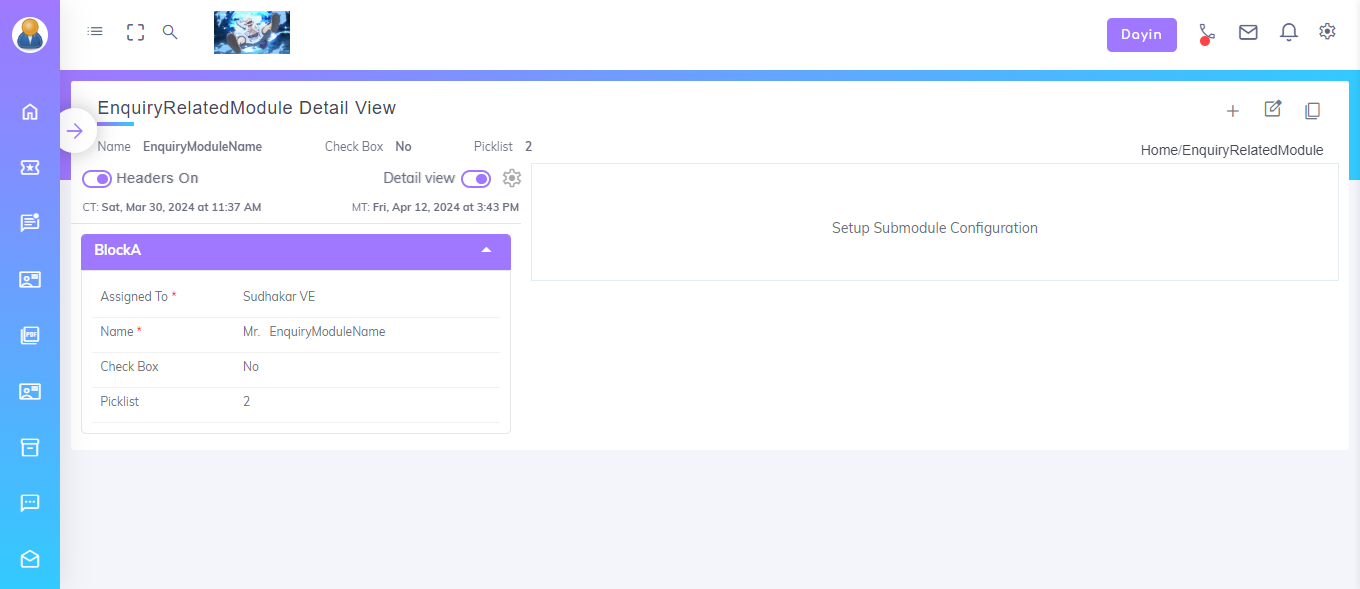 Dayin
EnquiryRelatedModule Detail View
Name EnquiryModuleName Check Box No Picklist 2
Home/EnquiryRelatedModule
Headers On Detail view
CT: Sat, Mar 30, 2024 at 11:37 AM MT: Fri, Apr 12, 2024 at 3:43 PM
Setup Submodule Configuration
BlockA
Assigned To * Sudhakar VE
Name * Mr. EnquiryModuleName
Check Box No
Picklist 2
PDF